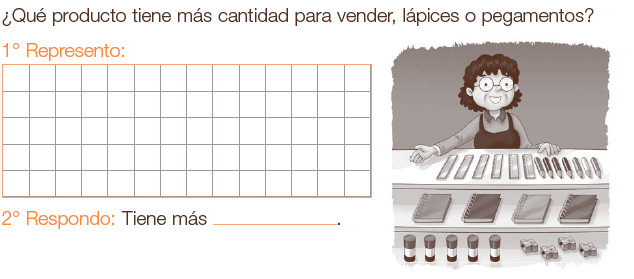 ¿Qué producto tiene más cantidad para vender, lápices o pegamentos?
1° Represento:
2° Respondo: Tiene más ____________.